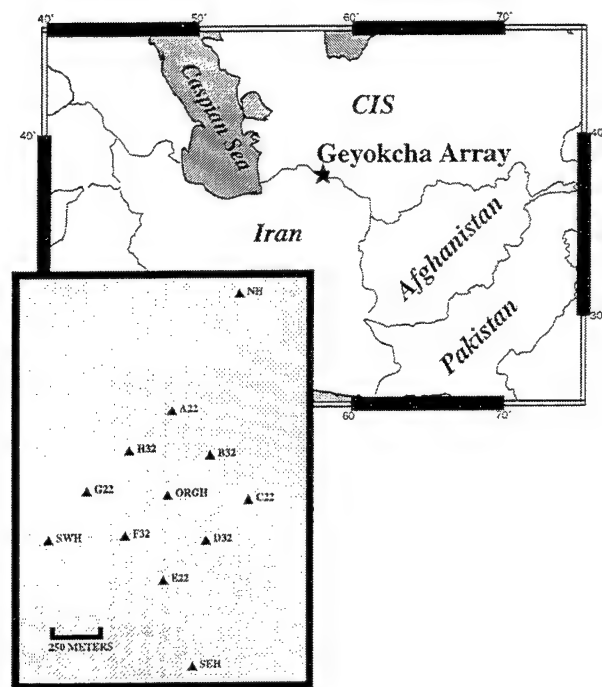 40°
50°
60°
70°
Caspian Sea
CIS
40°
40°
Geyokcha Array
Iran
Afghanistan
30°
Pakistan
60°
70°
NH
A22
H32
B32
G22
ORGH
C22
SWH
F32
D32
E22
250 METERS
SEH